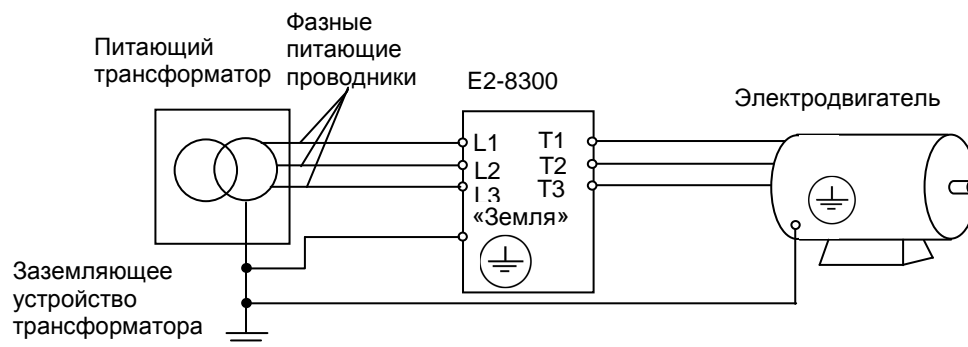 Питающий
трансформатор
Фазные
питающие
проводники
E2-8300
Электродвигатель
L1
T1
L2
T2
L3
T3
«Земля»
Заземляющее
устройство
трансформатора